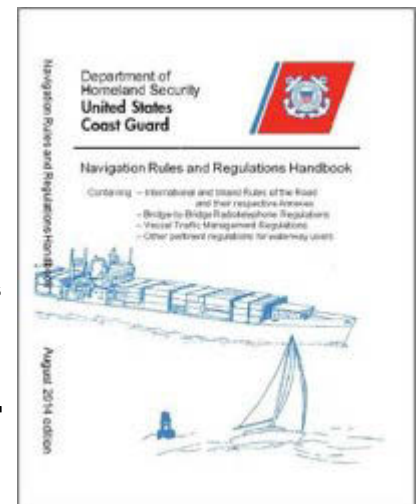 Department of
Homeland Security
United States
Coast Guard
Navigation Rules and Regulations Handbook
Containing – International and Inland Rules of the Road
and their respective Annexes
– Bridge-to-Bridge Radiotelephone Regulations
– Vessel Traffic Management Regulations
– Other pertinent regulations for waterway users
Navigation Rules and Regulations Handbook
August 2014 edition